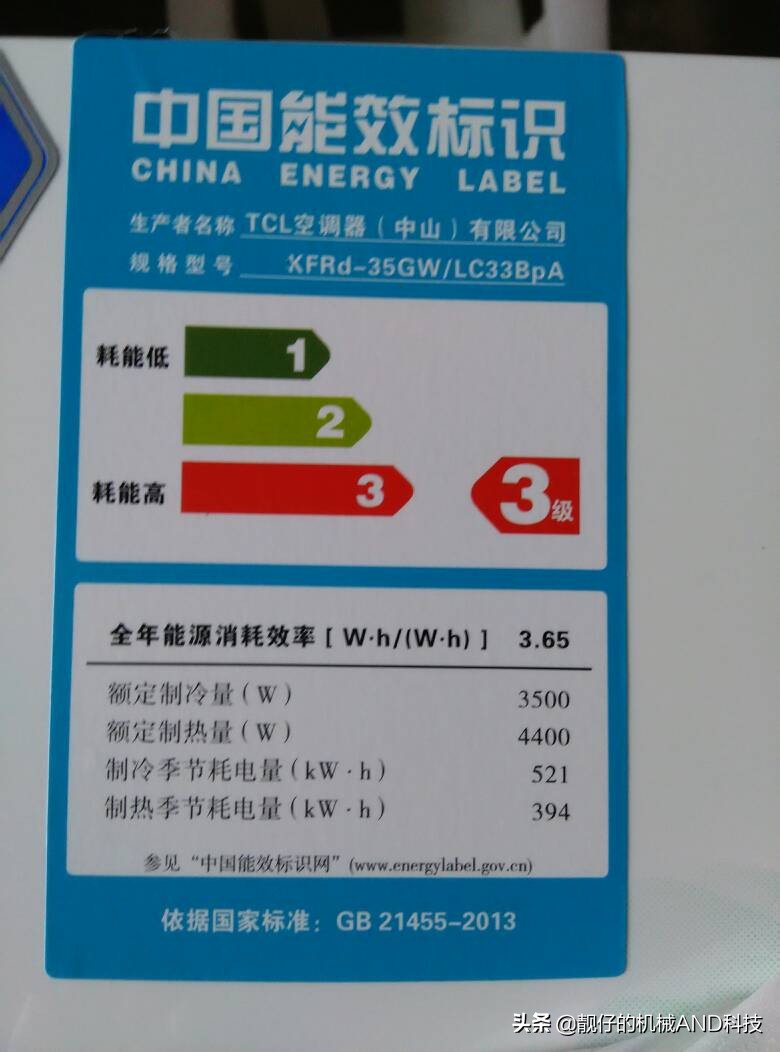 中国能效标识
CHINA ENERGY LABEL
生产者名称 TCL空调器（中山）有限公司
规格型号 XFRd-35GW/LC33BpA
耗能低 1
2
耗能高 3 3级
全年能源消耗效率[W·h/(W·h)] 3.65
额定制冷量(W) 3500
额定制热量(W) 4400
制冷季节耗电量(kW·h) 521
制热季节耗电量(kW·h) 394
参见“中国能效标识网”(www.energylabel.gov.cn)
依据国家标准：GB 21455-2013
头条 @靓仔的机械AND科技